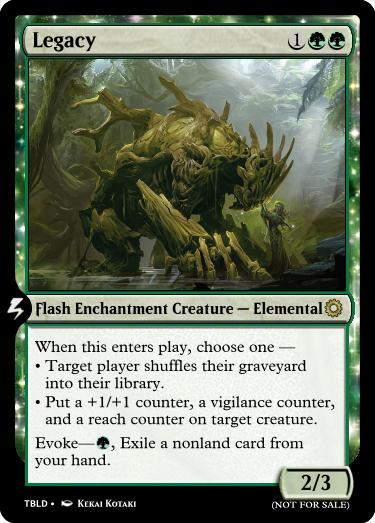 Legacy 1
Flash Enchantment Creature — Elemental
When this enters play, choose one —
• Target player shuffles their graveyard
into their library.
• Put a +1/+1 counter, a vigilance counter,
and a reach counter on target creature.
Evoke—, Exile a nonland card from
your hand.
2/3
TBLD • Kekai Kotaki
(NOT FOR SALE)